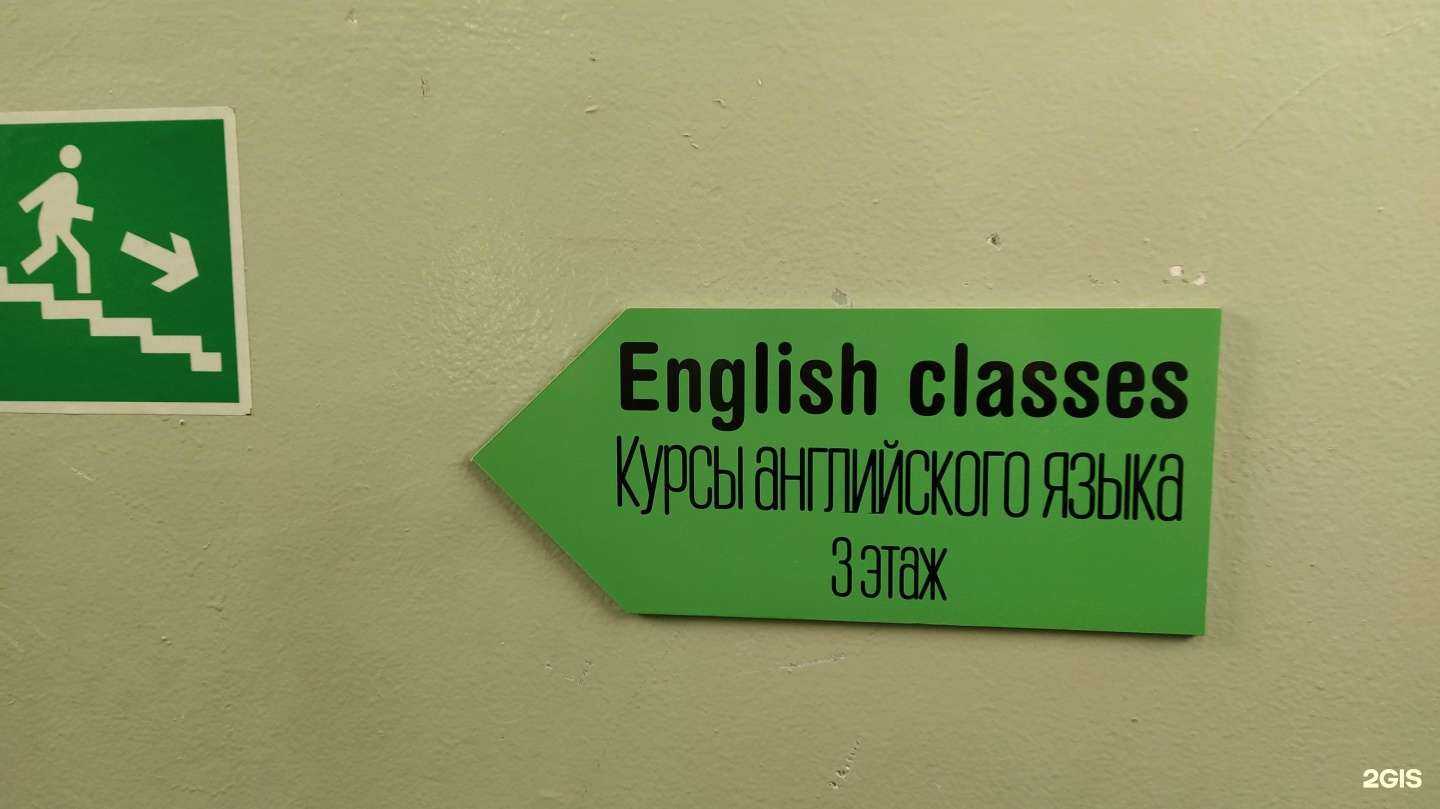 English classes
Курсы английского языка
3 этаж
2GIS